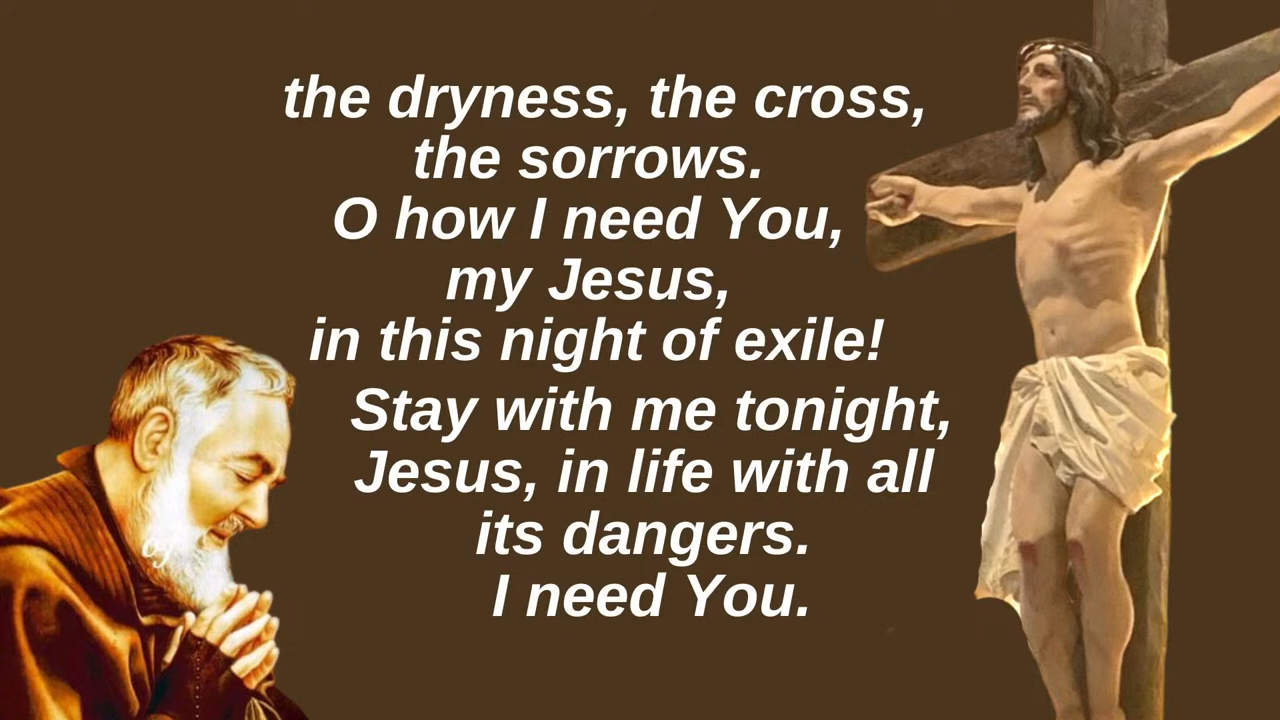 the dryness, the cross,
the sorrows.
O how I need You,
my Jesus,
in this night of exile!
Stay with me tonight,
Jesus, in life with all
its dangers.
I need You.
of